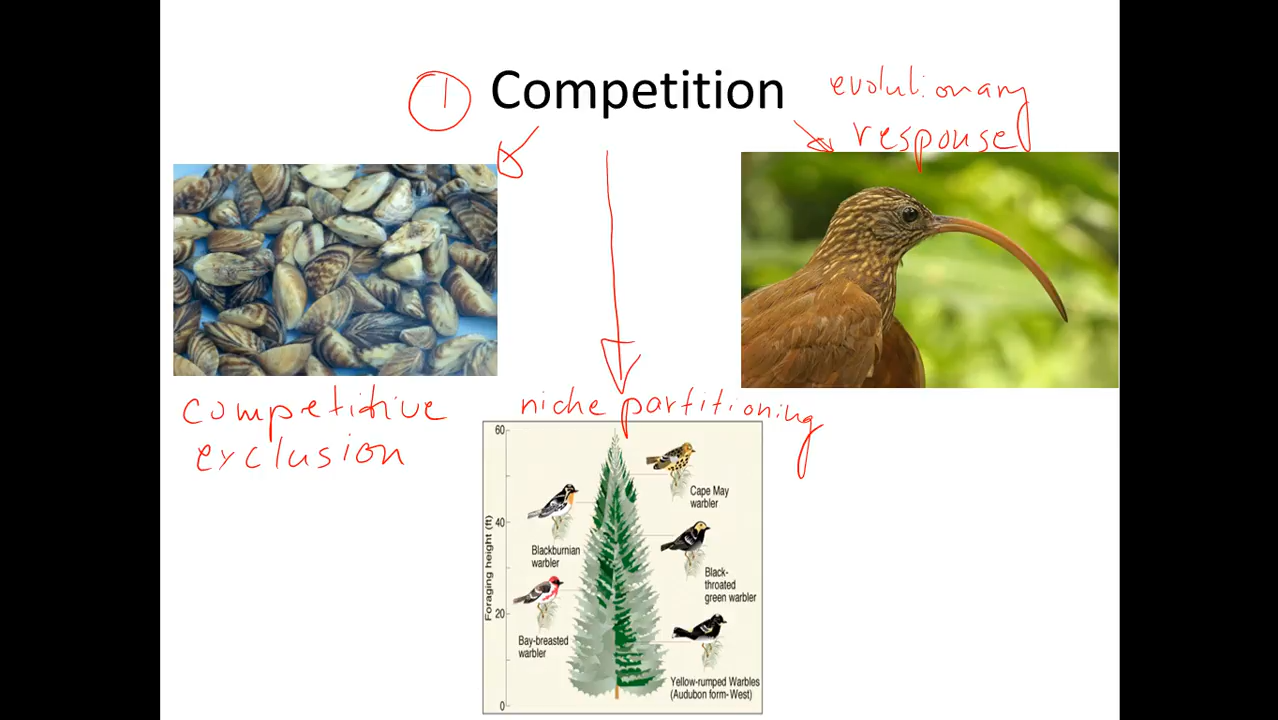 1 Competition
evolutionary
response
competitive
exclusion
niche partitioning
60
Cape May
warbler
40
Blackburnian
warbler
Black-
throated
green warbler
Foraging height (ft)
20
Bay-breasted
warbler
Yellow-rumped Warbles
(Audubon form-West)
0